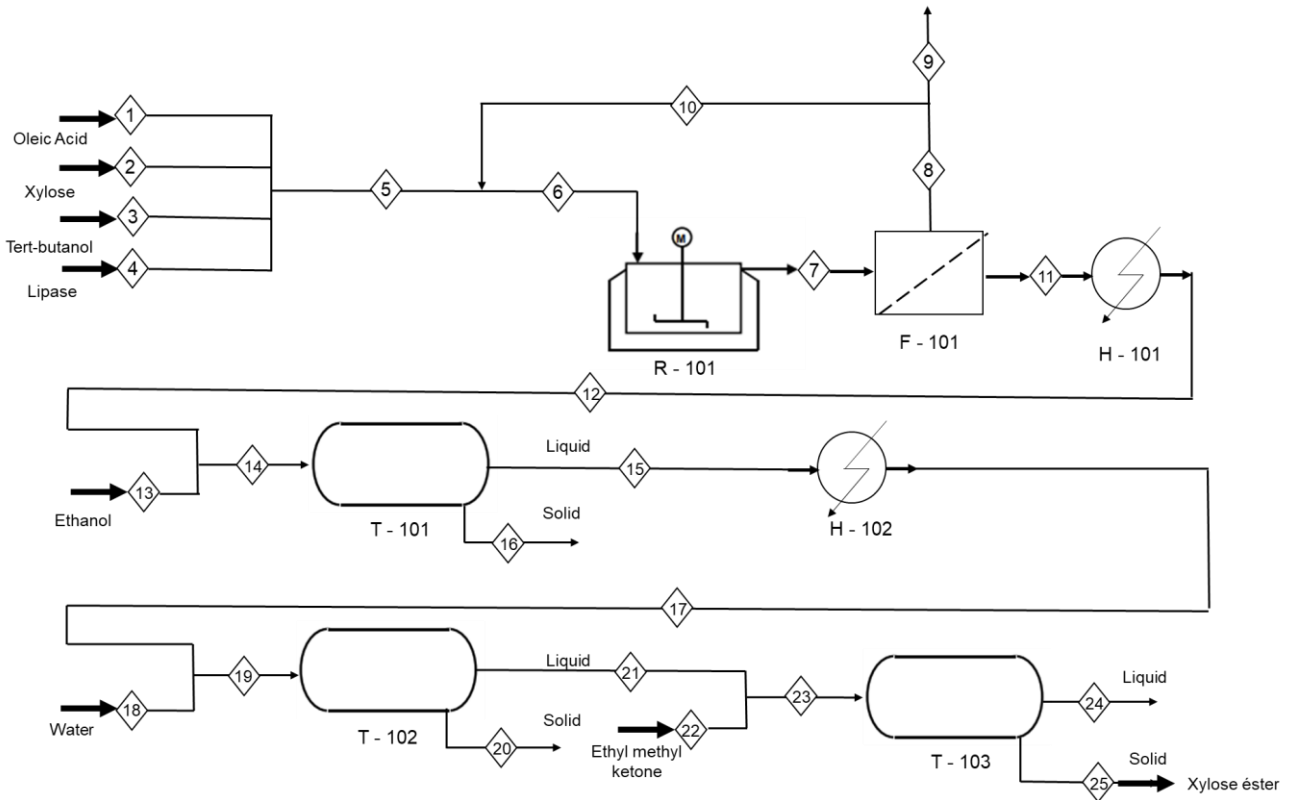 9
1
10
Oleic Acid
2
8
Xylose
5
6
3
M
Tert-butanol
4
7
11
Lipase
F - 101
H - 101
R - 101
12
Liquid
14
15
13
Ethanol
Solid
T - 101
16
H - 102
17
Liquid
21
Liquid
19
23
24
18
Solid
22
Water
T - 102
20
Ethyl methyl
ketone
T - 103
Solid
25
Xylose éster